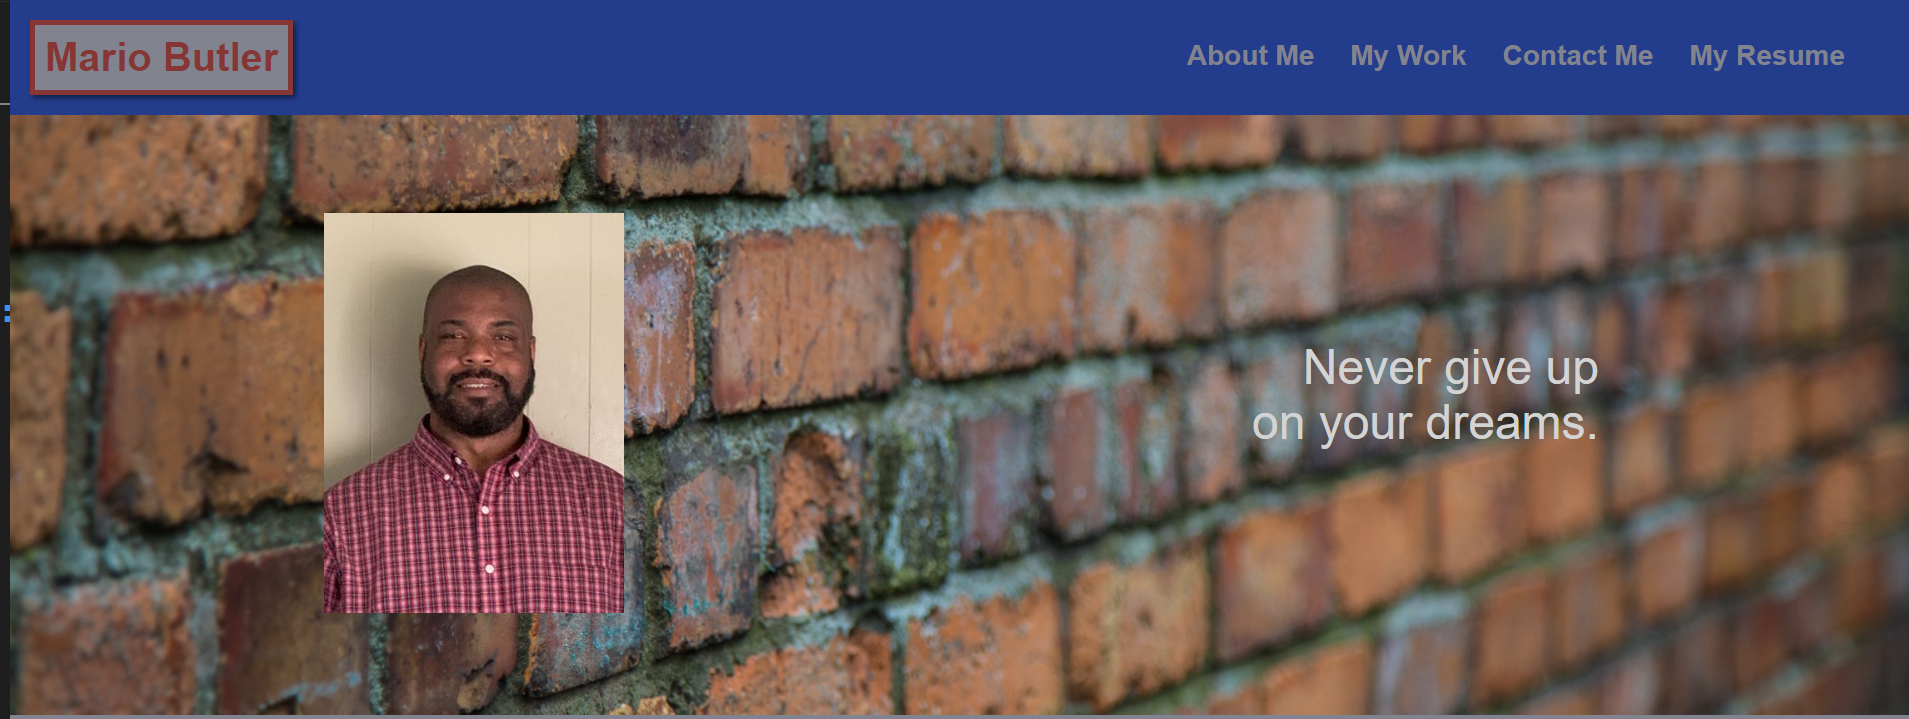 Mario Butler
About Me
My Work
Contact Me
My Resume
Never give up
on your dreams.